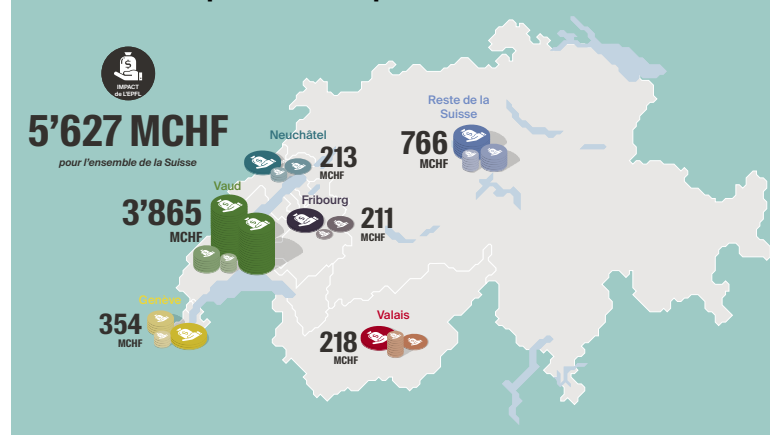 IMPACT
de L'EPFL
5'627 MCHF
pour l'ensemble de la Suisse
Reste de la
Suisse
766
MCHF
Neuchâtel
213
MCHF
Vaud
3'865
MCHF
Fribourg
211
MCHF
Genève
354
MCHF
Valais
218
MCHF